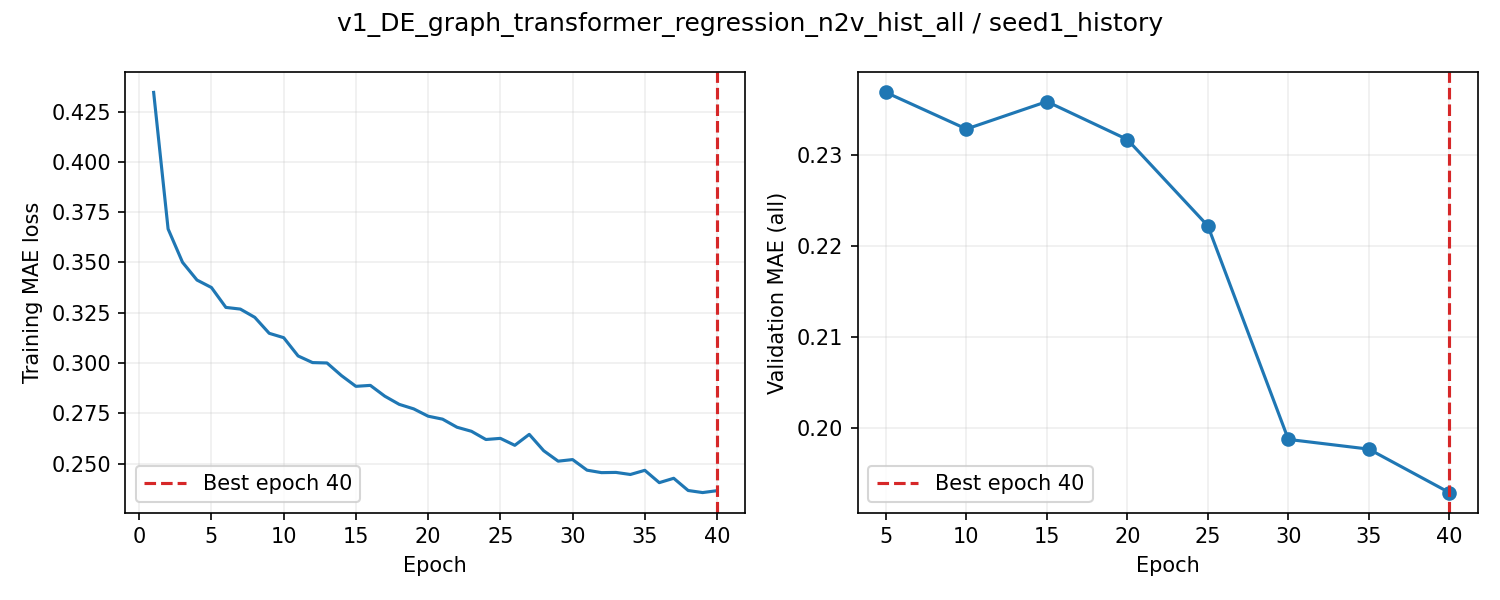 v1_DE_graph_transformer_regression_n2v_hist_all / seed1_history
Training MAE loss
0.425
0.400
0.375
0.350
0.325
0.300
0.275
0.250
Best epoch 40
0 5 10 15 20 25 30 35 40
Epoch
Validation MAE (all)
0.23
0.22
0.21
0.20
Best epoch 40
5 10 15 20 25 30 35 40
Epoch